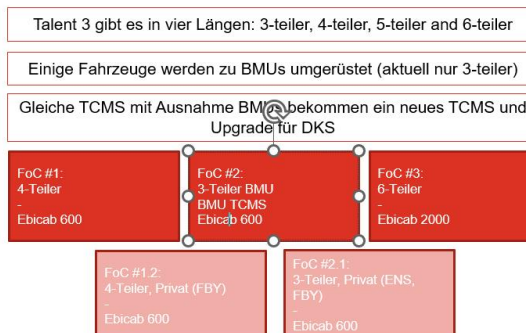 Talent 3 gibt es in vier Längen: 3-teiler, 4-teiler, 5-teiler and 6-teiler
Einige Fahrzeuge werden zu BMUs umgerüstet (aktuell nur 3-teiler)
Gleiche TCMS mit Ausnahme BMUs bekommen ein neues TCMS und
Upgrade für DKS
FoC #1:
4-Teiler
-
Ebicab 600
FoC #2:
3-Teiler BMU
BMU TCMS
Ebicab 600
FoC #3:
6-Teiler
-
Ebicab 2000
FoC #1.2:
4-Teiler, Privat (FBY)
-
Ebicab 600
FoC #2.1:
3-Teiler, Privat (ENS,
FBY)
-
Ebicab 600